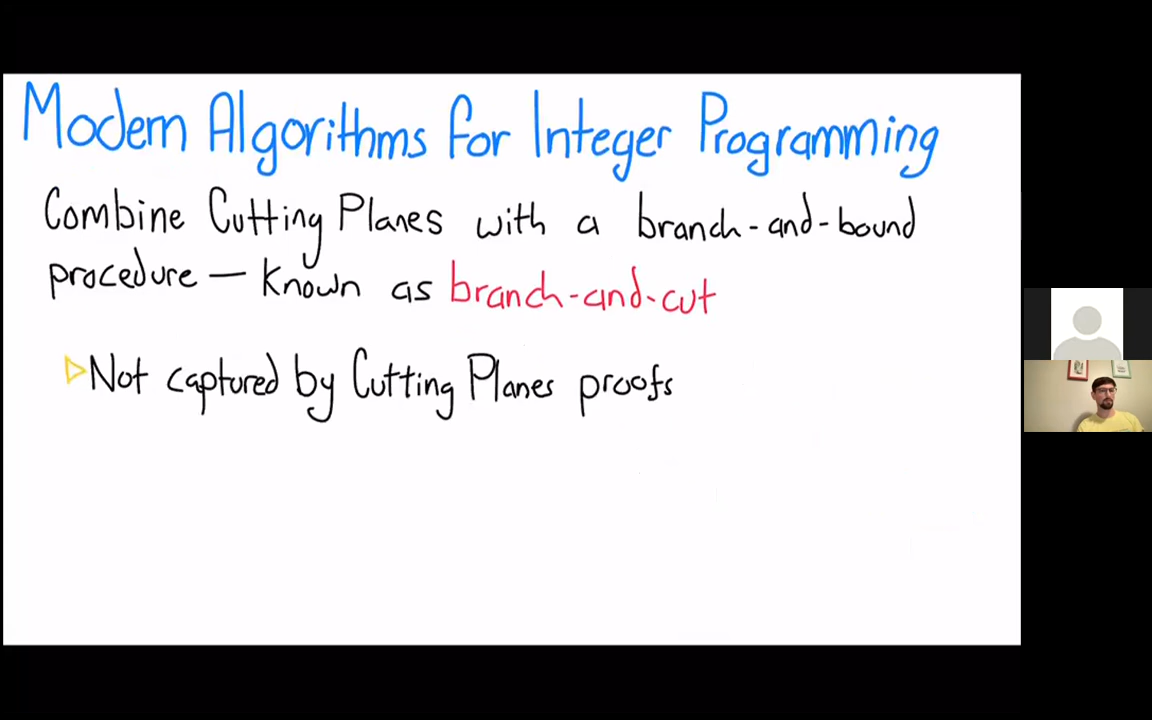 Modern Algorithms for Integer Programming
Combine Cutting Planes with a branch-and-bound
procedure — known as branch-and-cut
▷Not captured by Cutting Planes proofs